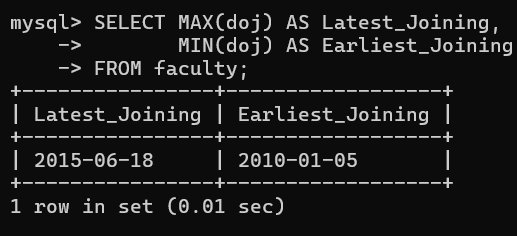 mysql> SELECT MAX(doj) AS Latest_Joining,
    ->        MIN(doj) AS Earliest_Joining
    -> FROM faculty;
+----------------+------------------+
| Latest_Joining | Earliest_Joining |
+----------------+------------------+
| 2015-06-18     | 2010-01-05       |
+----------------+------------------+
1 row in set (0.01 sec)